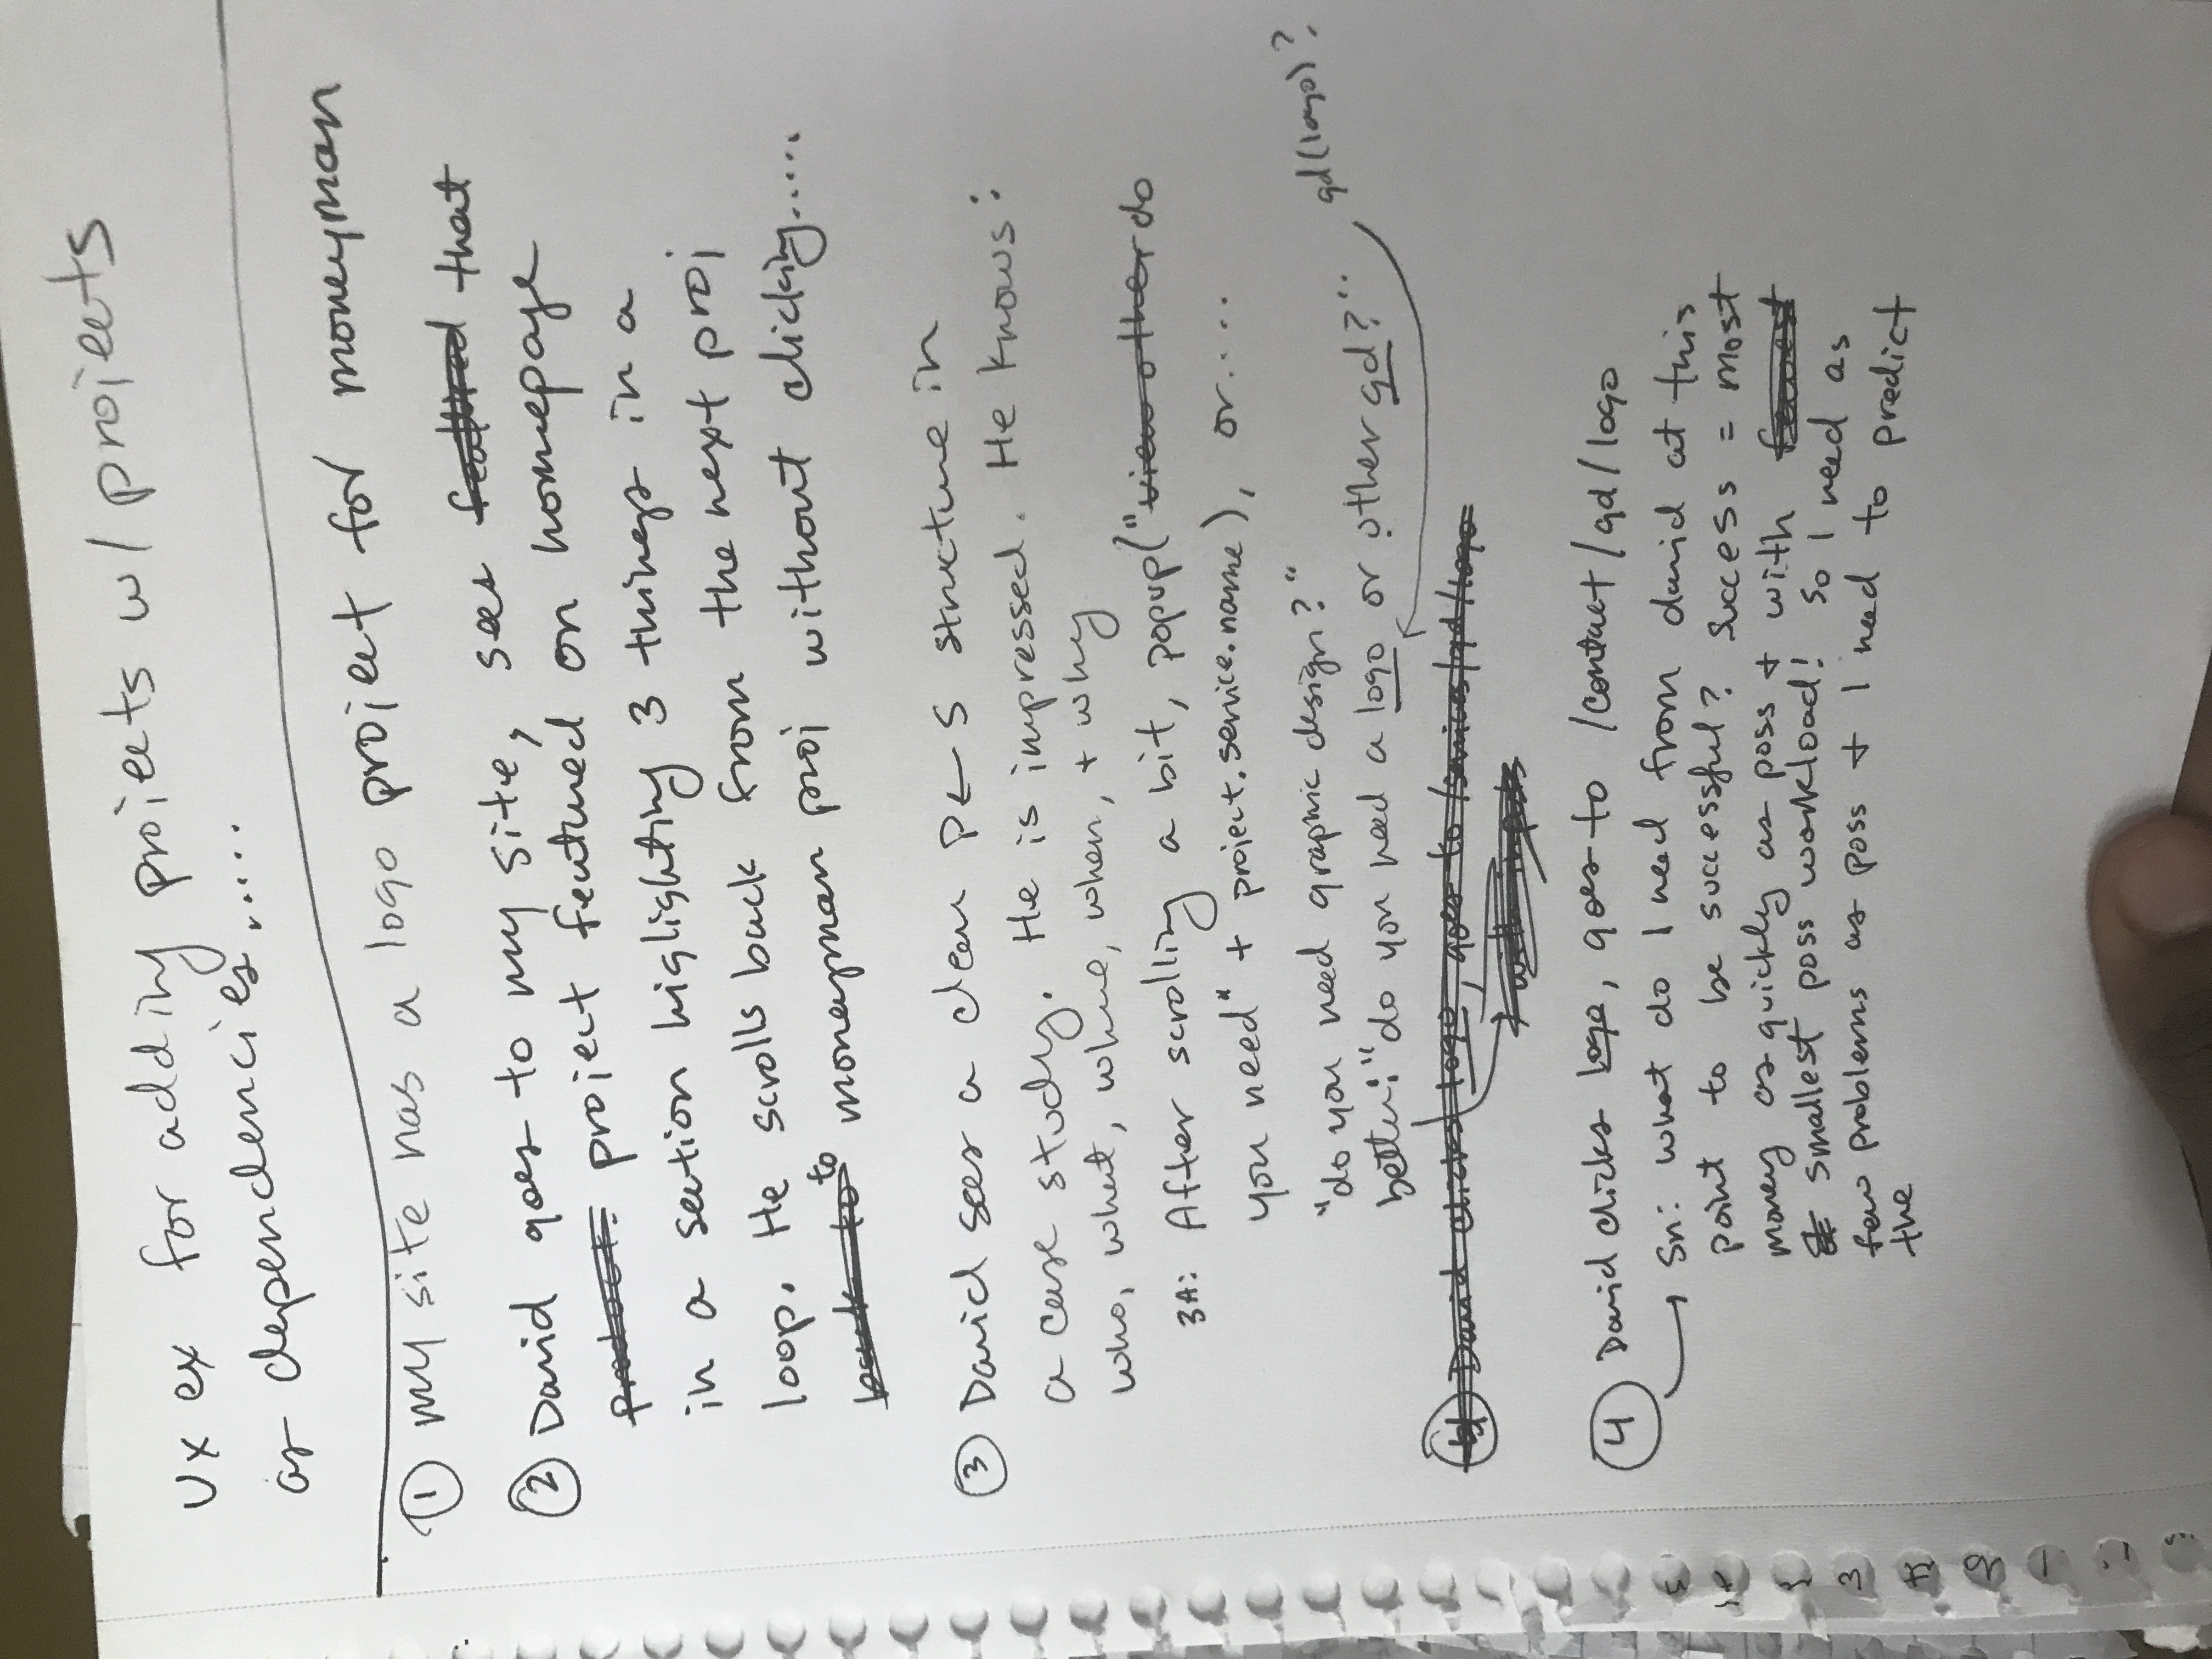 Ux ex for adding projects w/ projects
as dependencies.....
① my site has a logo project for moneyman
② David goes to my site, sees featured that
product. project featured on homepage
in a section higlighting 3 things in a
loop. He scrolls back from the next proj
back to to moneyman proj without clicking.....
③ David sees a clean P ← S structure in
a case study. He is impressed. He knows:
who, what, where, when, + why
3A: After scrolling a bit, popup("view other do
you need" + project.service.name), or....
"do you need graphic design?"
gd(logo)?
better: "do you need a logo or other gd?"
4 David clicks logo, goes to /services/gd/logo
with inputs
④ David clicks logo, goes to /contact/gd/logo
Sn: what do I need from david at this
point to be successful? Success = most
money as quickly as poss + with fewest
smallest poss workload! So I need as
few problems as poss + I need to predict
the